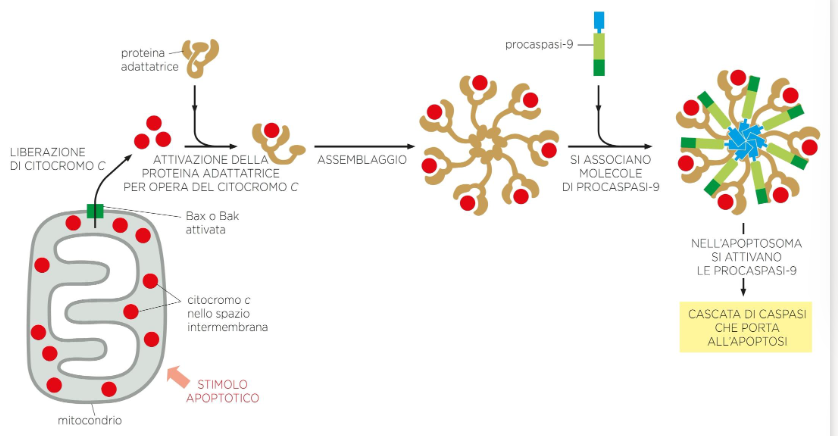 proteina
adattatrice
procaspasi-9
LIBERAZIONE
DI CITOCROMO C
ATTIVAZIONE DELLA
PROTEINA ADATTATRICE
PER OPERA DEL CITOCROMO C
ASSEMBLAGGIO
SI ASSOCIANO
MOLECOLE
DI PROCASPASI-9
Bax o Bak
attivata
NELL'APOPTOSOMA
SI ATTIVANO
LE PROCASPASI-9
citocromo c
nello spazio
intermembrana
CASCATA DI CASPASI
CHE PORTA
ALL'APOPTOSI
STIMOLO
APOPTOTICO
mitocondrio